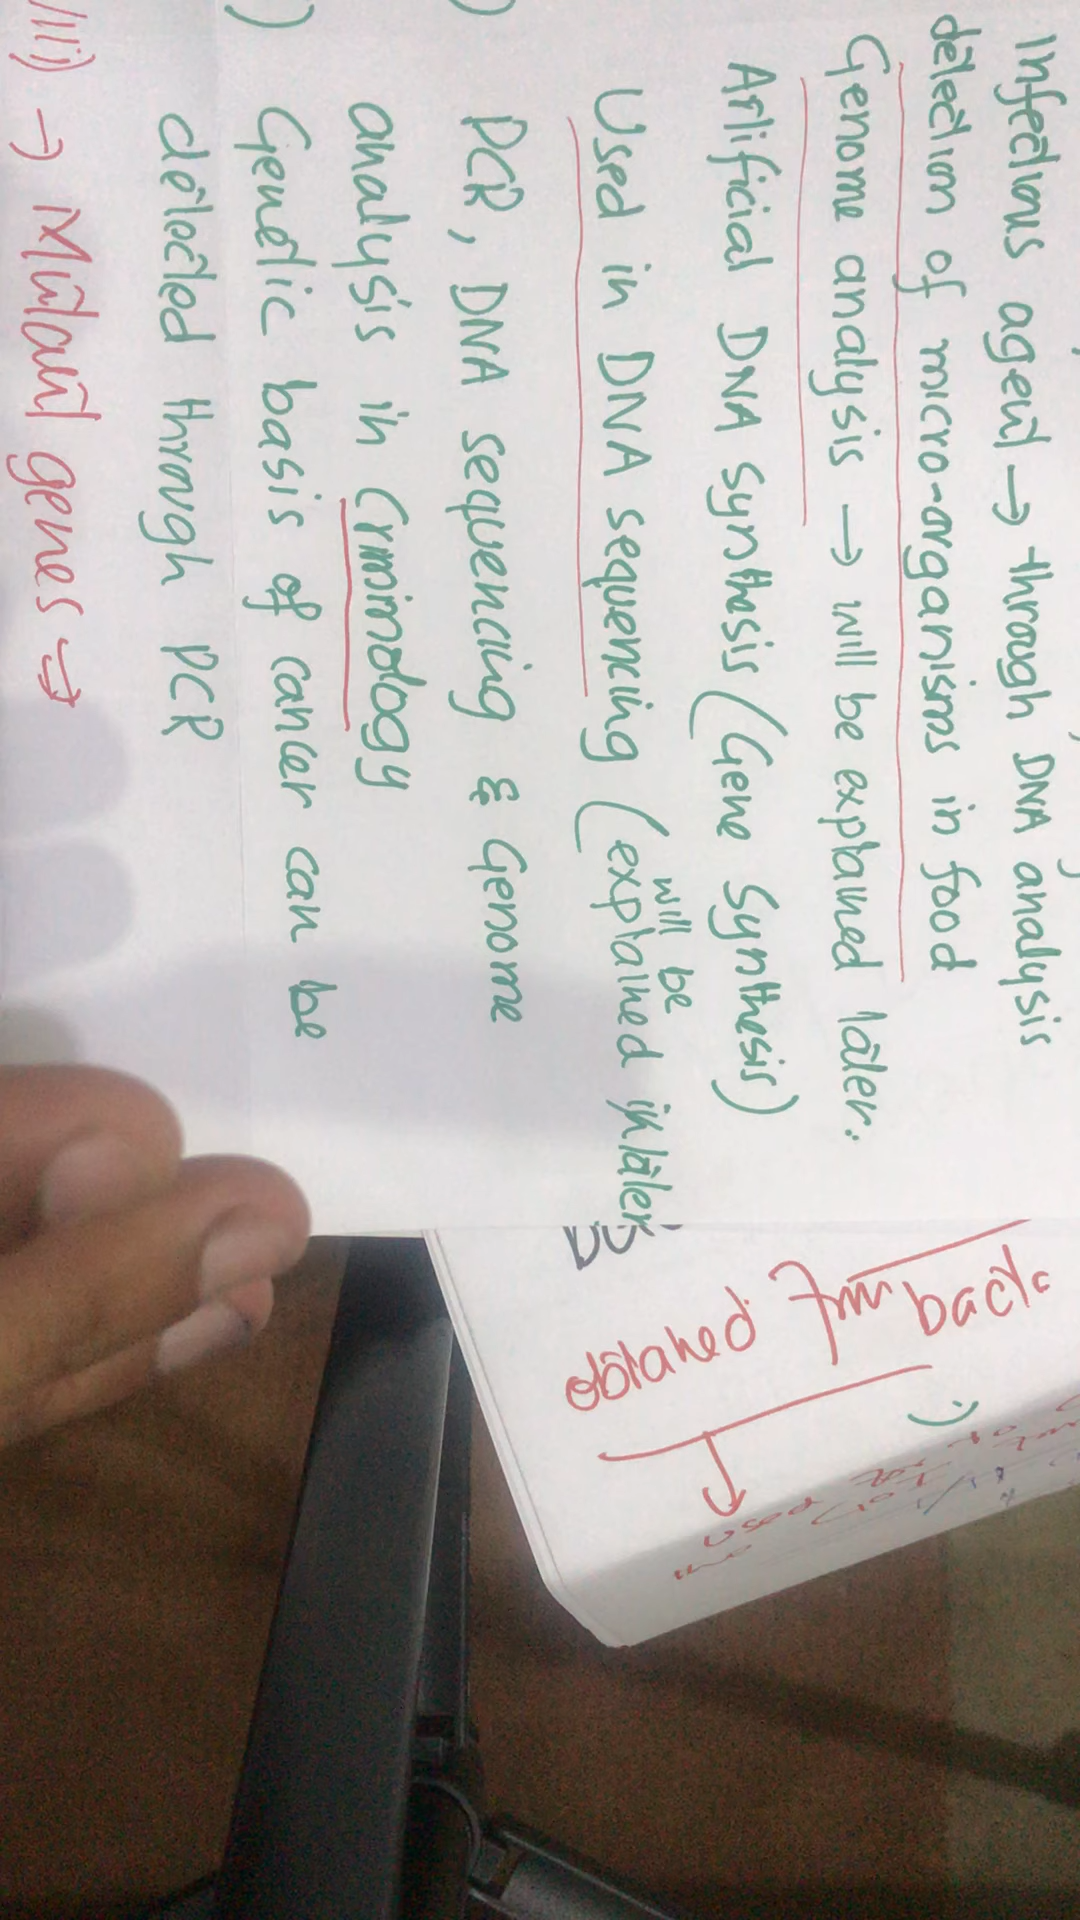 Infectious agent → through DNA analysis
detection of micro-organisms in food
Genome analysis → will be explained later.
Artificial DNA synthesis (Gene Synthesis)
will be
Used in DNA sequencing (explained in later
) PCR, DNA sequencing & Genome
analysis in Criminology
) Genetic basis of cancer can be
detected through PCR
viii) → Mutant genes →
bact
obtained from